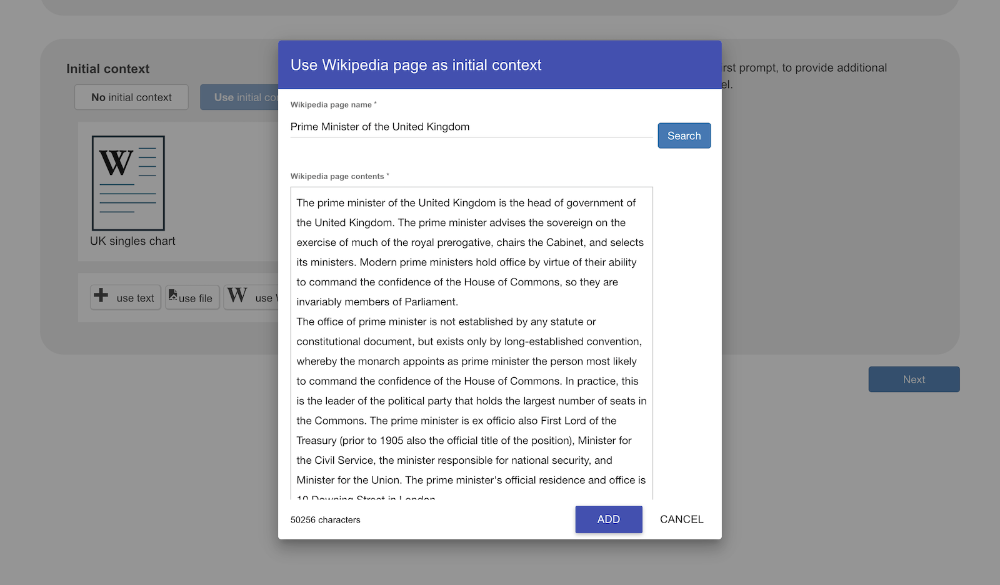 Initial context
No initial context
Use initial
UK singles chart
use text
use file
W use
rst prompt, to provide additional
el.
Next
Use Wikipedia page as initial context
Wikipedia page name *
Prime Minister of the United Kingdom
Search
Wikipedia page contents *
The prime minister of the United Kingdom is the head of government of
the United Kingdom. The prime minister advises the sovereign on the
exercise of much of the royal prerogative, chairs the Cabinet, and selects
its ministers. Modern prime ministers hold office by virtue of their ability
to command the confidence of the House of Commons, so they are
invariably members of Parliament.
The office of prime minister is not established by any statute or
constitutional document, but exists only by long-established convention,
whereby the monarch appoints as prime minister the person most likely
to command the confidence of the House of Commons. In practice, this
is the leader of the political party that holds the largest number of seats in
the Commons. The prime minister is ex officio also First Lord of the
Treasury (prior to 1905 also the official title of the position), Minister for
the Civil Service, the minister responsible for national security, and
Minister for the Union. The prime minister's official residence and office is
10 Downing Street in London.
50256 characters
ADD
CANCEL